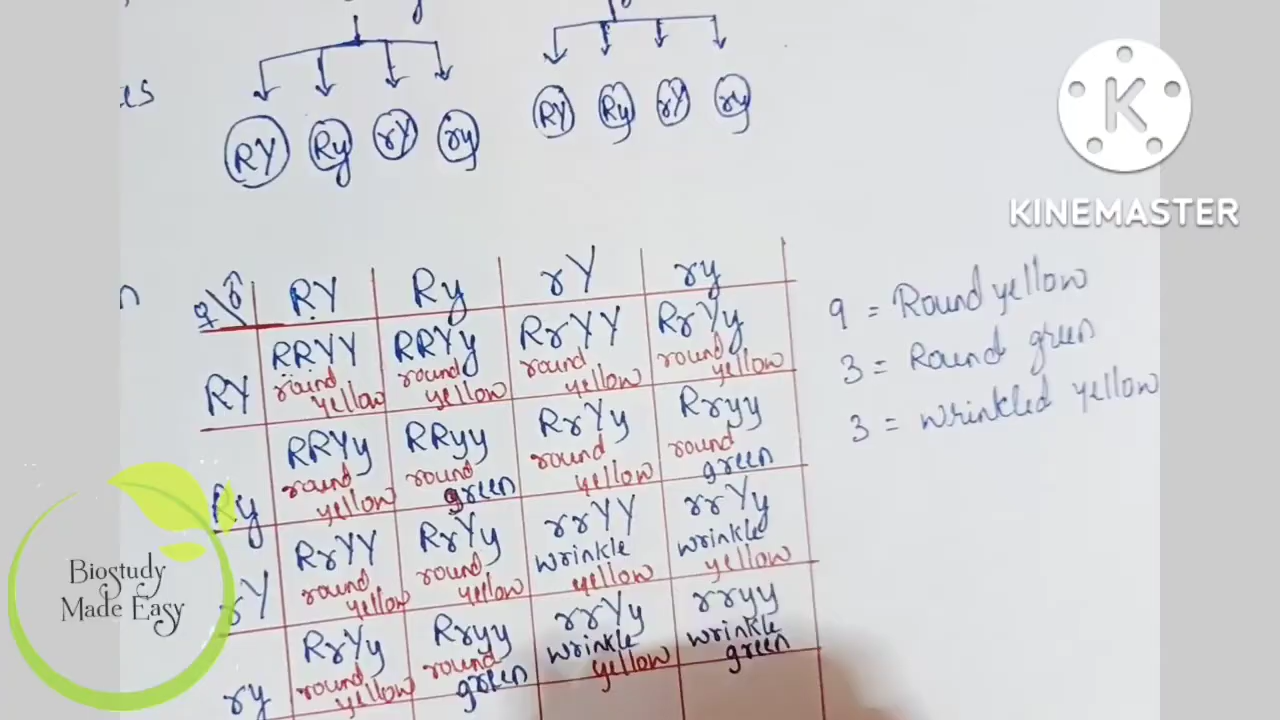 RY Ry rY ry RY Ry rY ry
KINEMASTER
♀ ♂ RY Ry rY ry
RY RRYY RRYy RrYY RrYy
round yellow round yellow round yellow round yellow
Ry RRYy RRyy RrYy Rryy
round yellow round green round yellow round green
rY RrYY RrYy rrYY rrYy
round yellow round yellow wrinkle yellow wrinkle yellow
ry RrYy Rryy rrYy rryy
round yellow round green wrinkle yellow wrinkle green
9 = Round yellow
3 = Round green
3 = wrinkled yellow
Biostudy
Made Easy